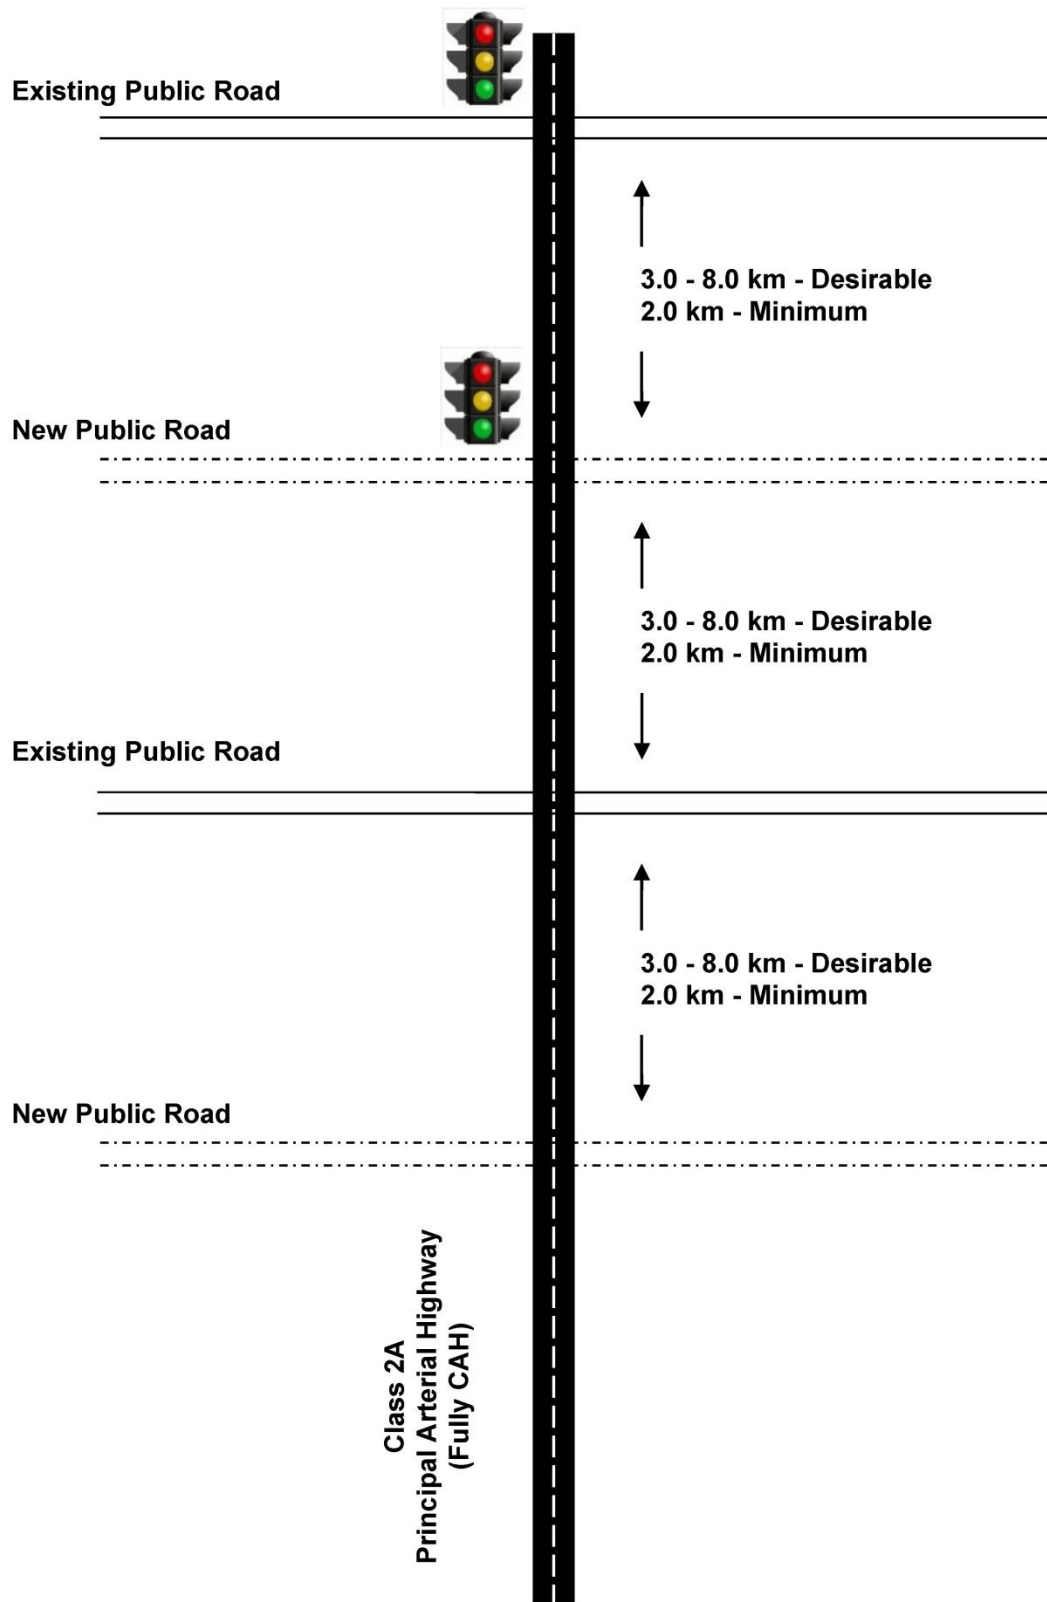 Existing Public Road
3.0 - 8.0 km - Desirable
2.0 km - Minimum
New Public Road
3.0 - 8.0 km - Desirable
2.0 km - Minimum
Existing Public Road
3.0 - 8.0 km - Desirable
2.0 km - Minimum
New Public Road
Class 2A
Principal Arterial Highway
(Fully CAH)